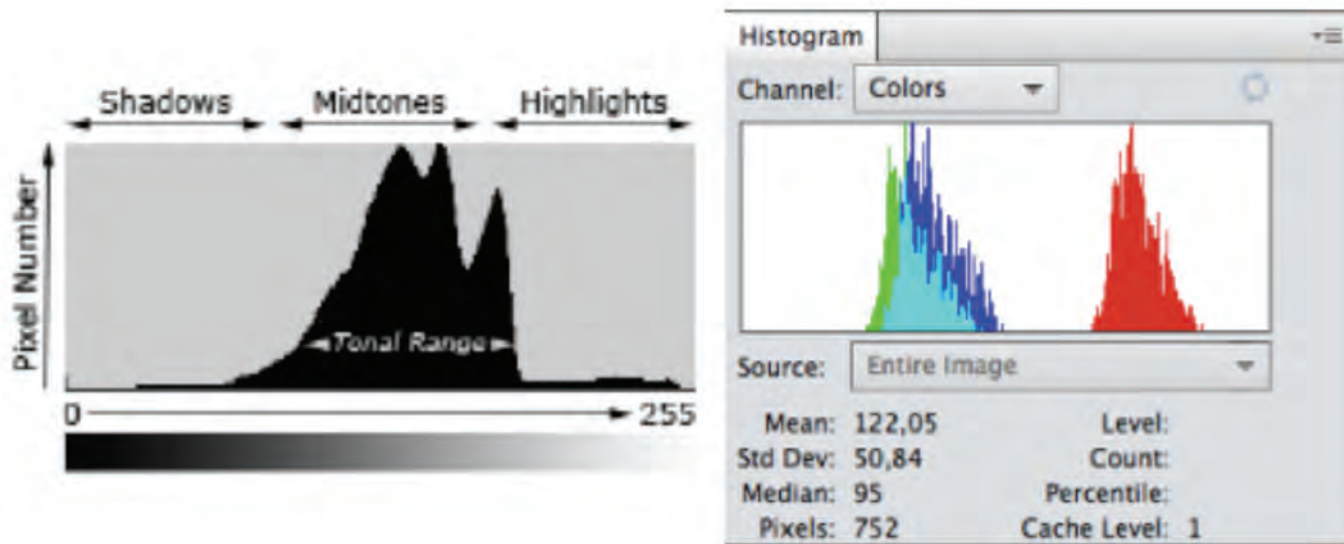 Shadows Midtones Highlights
Pixel Number
Tonal Range
0 255
Histogram
Channel: Colors
Source: Entire Image
Mean: 122,05 Level:
Std Dev: 50,84 Count:
Median: 95 Percentile:
Pixels: 752 Cache Level: 1